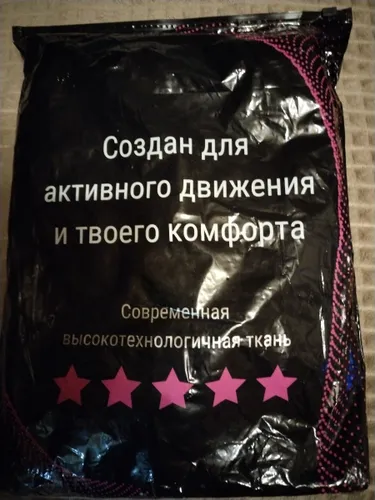 Создан для
активного движения
и твоего комфорта
Современная
высокотехнологичная ткань